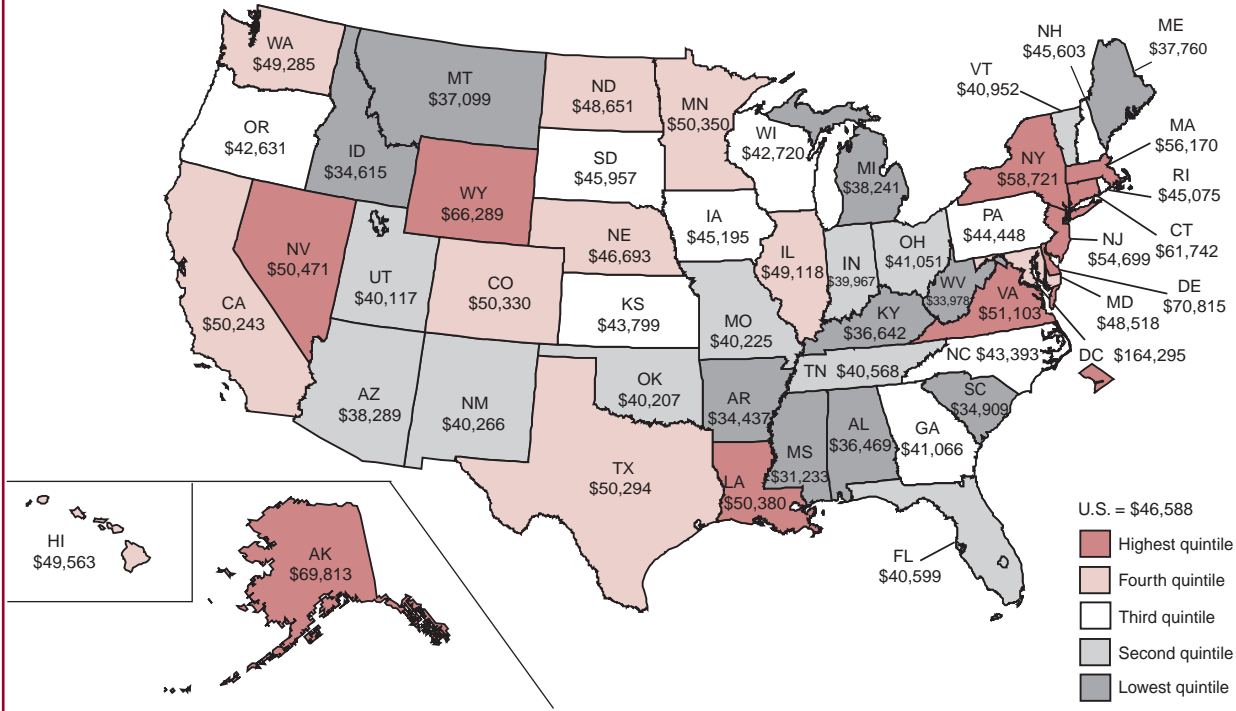 WA
$49,285
MT
$37,099
ND
$48,651
MN
$50,350
OR
$42,631
ID
$34,615
WY
$66,289
SD
$45,957
WI
$42,720
MI
$38,241
NH
$45,603
ME
$37,760
VT
$40,952
NY
$58,721
MA
$56,170
RI
$45,075
CT
$61,742
NJ
$54,699
PA
$44,448
DE
$70,815
MD
$48,518
DC $164,295
NV
$50,471
CA
$50,243
UT
$40,117
CO
$50,330
NE
$46,693
IA
$45,195
IL
$49,118
IN
$39,967
OH
$41,051
WV
$33,978
VA
$51,103
KS
$43,799
MO
$40,225
KY
$36,642
NC $43,393
TN $40,568
AZ
$38,289
NM
$40,266
OK
$40,207
AR
$34,437
SC
$34,909
MS
$31,233
AL
$36,469
GA
$41,066
TX
$50,294
LA
$50,380
FL
$40,599
HI
$49,563
AK
$69,813
U.S. = $46,588
Highest quintile
Fourth quintile
Third quintile
Second quintile
Lowest quintile